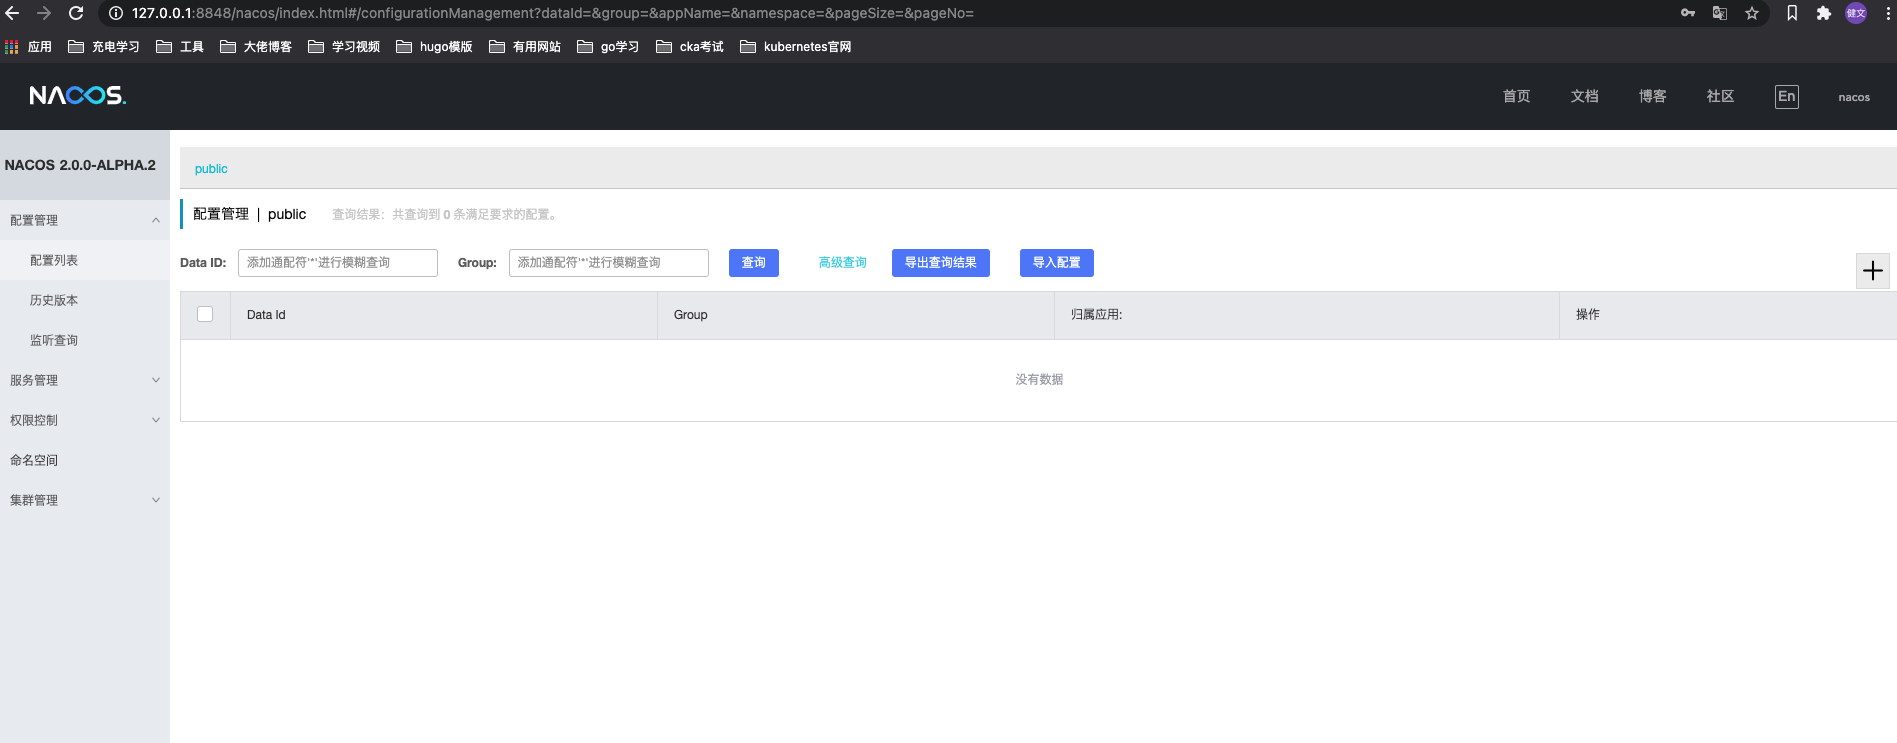 127.0.0.1:8848/nacos/index.html#/configurationManagement?dataId=&group=&appName=&namespace=&pageSize=&pageNo=
健文
应用 充电学习 工具 大佬博客 学习视频 hugo模版 有用网站 go学习 cka考试 kubernetes官网
NACOS. 首页 文档 博客 社区 En nacos
NACOS 2.0.0-ALPHA.2
配置管理
配置列表
历史版本
监听查询
服务管理
权限控制
命名空间
集群管理
public
配置管理 | public 查询结果：共查询到 0 条满足要求的配置。
Data ID: 添加通配符'*'进行模糊查询 Group: 添加通配符'*'进行模糊查询 查询 高级查询 导出查询结果 导入配置
Data Id Group 归属应用: 操作
没有数据